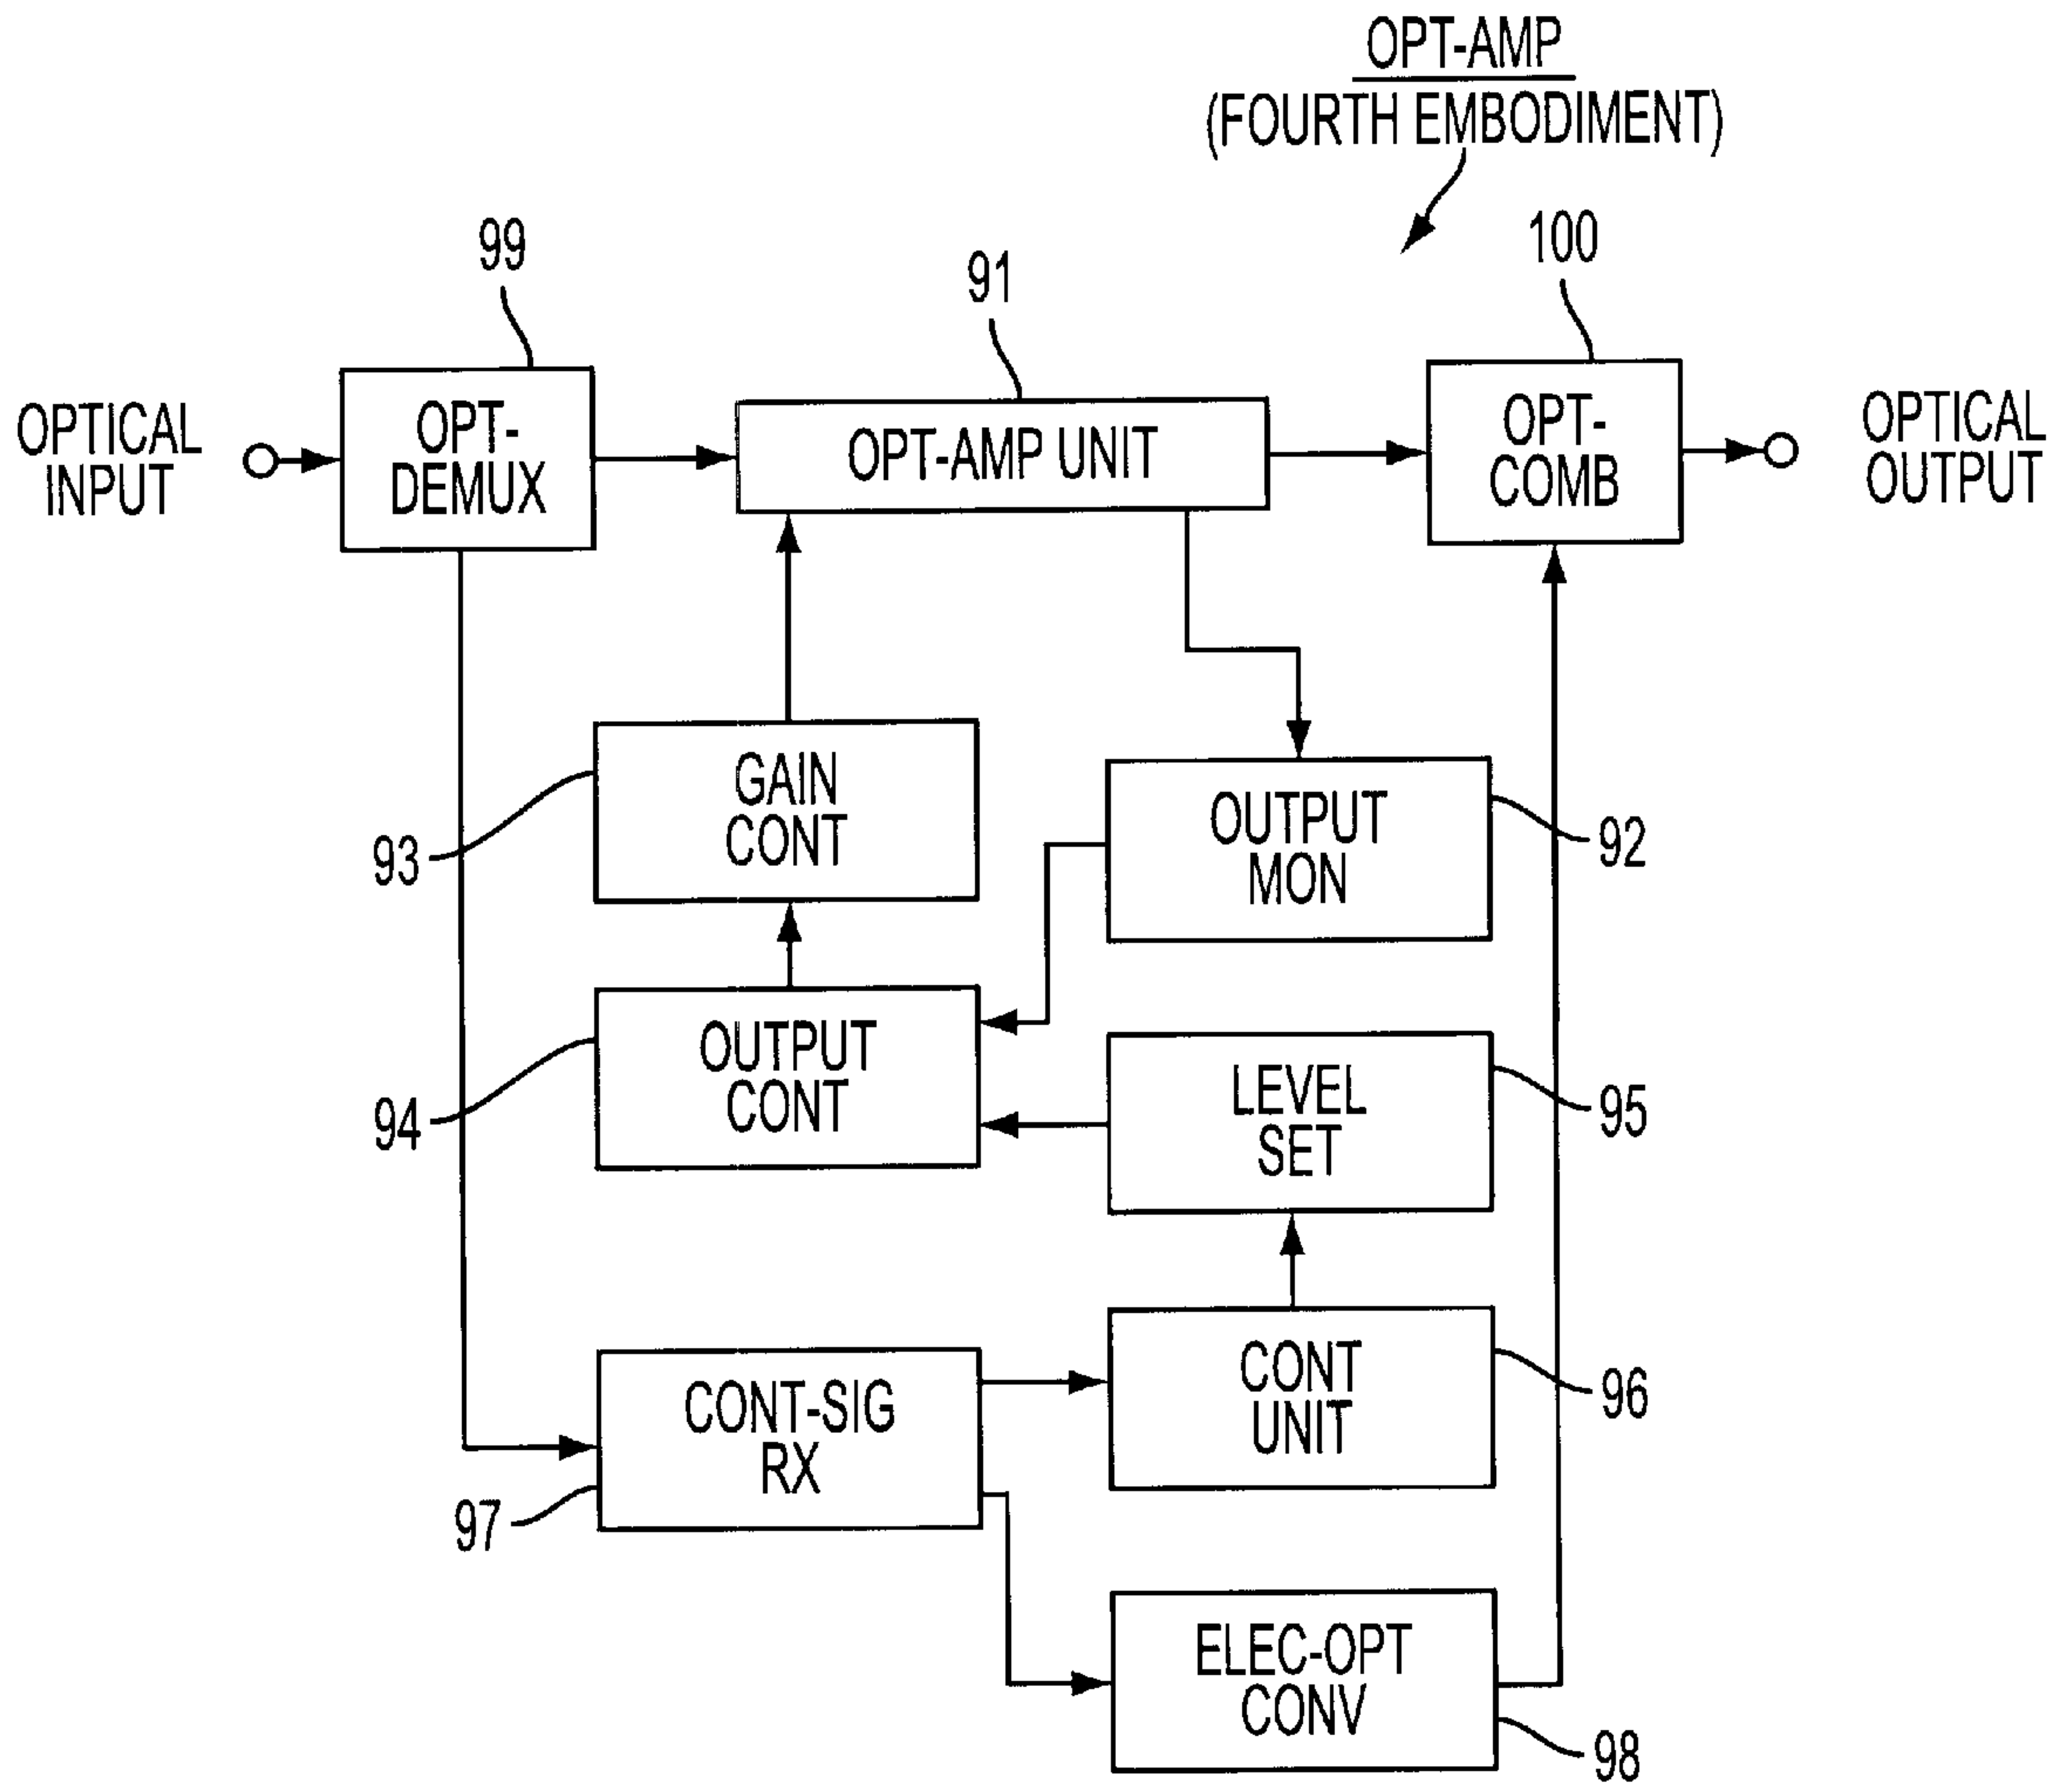 OPT-AMP
(FOURTH EMBODIMENT)
99
91
100
OPTICAL
INPUT
OPT-
DEMUX
OPT-AMP UNIT
OPT-
COMB
OPTICAL
OUTPUT
93
GAIN
CONT
OUTPUT
MON
92
94
OUTPUT
CONT
LEVEL
SET
95
97
CONT-SIG
RX
CONT
UNIT
96
ELEC-OPT
CONV
98